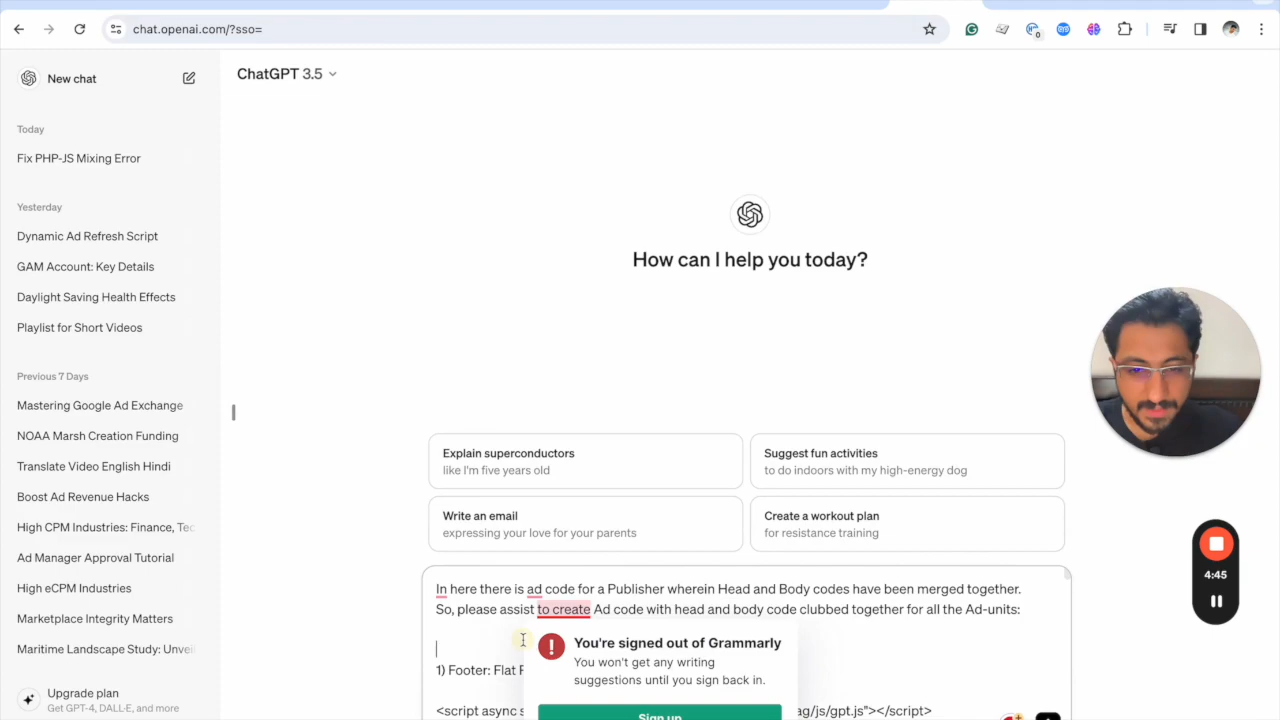 chat.openai.com/?sso=
0
New chat
ChatGPT 3.5
Today
Fix PHP-JS Mixing Error
Yesterday
Dynamic Ad Refresh Script
GAM Account: Key Details
Daylight Saving Health Effects
Playlist for Short Videos
Previous 7 Days
Mastering Google Ad Exchange
NOAA Marsh Creation Funding
Translate Video English Hindi
Boost Ad Revenue Hacks
High CPM Industries: Finance, Tec
Ad Manager Approval Tutorial
High eCPM Industries
Marketplace Integrity Matters
Maritime Landscape Study: Unvei
Upgrade plan
Get GPT-4, DALL·E, and more
How can I help you today?
Explain superconductors
like I'm five years old
Suggest fun activities
to do indoors with my high-energy dog
Write an email
expressing your love for your parents
Create a workout plan
for resistance training
In here there is ad code for a Publisher wherein Head and Body codes have been merged together.
So, please assist to create Ad code with head and body code clubbed together for all the Ad-units:
1) Footer: Flat
<script async s
ag/js/gpt.js"></script>
You're signed out of Grammarly
You won't get any writing
suggestions until you sign back in.
Sign up
4:45